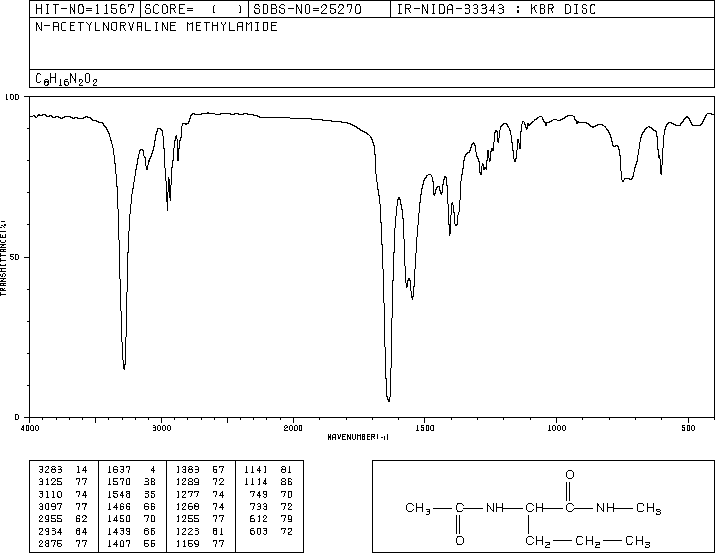 HIT-NO=11567 SCORE= ( ) SDBS-NO=25270 IR-NIDA-33343 : KBR DISC
N-ACETYLNORVALINE METHYLAMIDE
C8H16N2O2
100
50
0
TRANSMITTANCE(%)
4000 3000 2000 1500 1000 500
WAVENUMBER(-1)
3283 14 1637 4 1383 57 1141 81
3125 77 1570 38 1289 72 1114 86
3110 74 1548 35 1277 74 749 70
3097 77 1466 66 1268 74 733 72
2955 62 1450 70 1255 77 612 79
2934 64 1439 66 1223 81 603 72
2876 77 1407 55 1159 77
O
CH3 C NH CH C NH CH3
O CH2 CH2 CH3